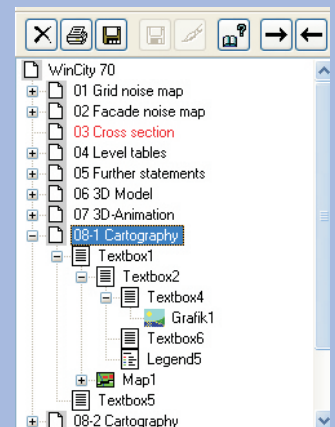 WinCity 70
01 Grid noise map
02 Facade noise map
03 Cross section
04 Level tables
05 Further statements
06 3D Model
07 3D-Animation
08-1 Cartography
Textbox1
Textbox2
Textbox4
Grafik1
Textbox6
Legend5
Map1
Textbox5
08-2 Cartography